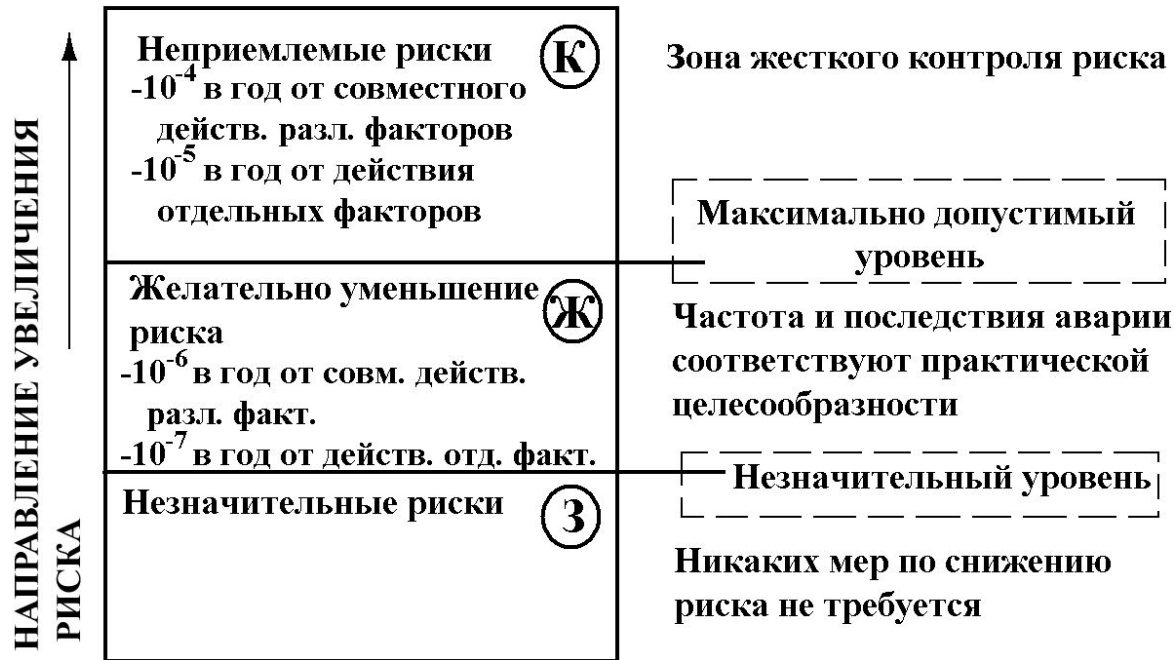 НАПРАВЛЕНИЕ УВЕЛИЧЕНИЯ
РИСКА
Неприемлемые риски
К
-10⁻⁴ в год от совместного
действ. разл. факторов
-10⁻⁵ в год от действия
отдельных факторов
Зона жесткого контроля риска
Максимально допустимый
уровень
Желательно уменьшение
риска
Ж
-10⁻⁶ в год от совм. действ.
разл. факт.
-10⁻⁷ в год от действ. отд. факт.
Частота и последствия аварии
соответствуют практической
целесообразности
Незначительный уровень
Незначительные риски
З
Никаких мер по снижению
риска не требуется